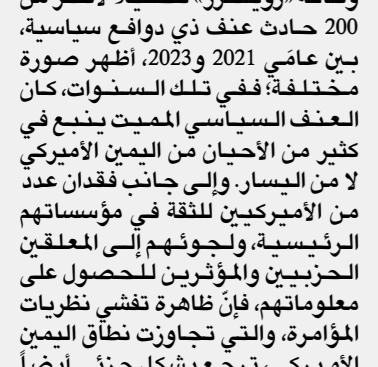 200 حادث عنف ذي دوافع سياسية،
بين عامَي 2021 و2023، أظهر صورة
مختلفة؛ ففي تلك السنوات، كان
العنف السياسي المميت ينبع في
كثير من الأحيان من اليمين الأميركي
لا من اليسار. وإلى جانب فقدان عدد
من الأميركيين للثقة في مؤسساتهم
الرئيسية، ولجوئهم إلى المعلقين
الحزبيين والمؤثرين للحصول على
معلوماتهم، فإنّ ظاهرة تفشي نظريات
المؤامرة، والتي تجاوزت نطاق اليمين